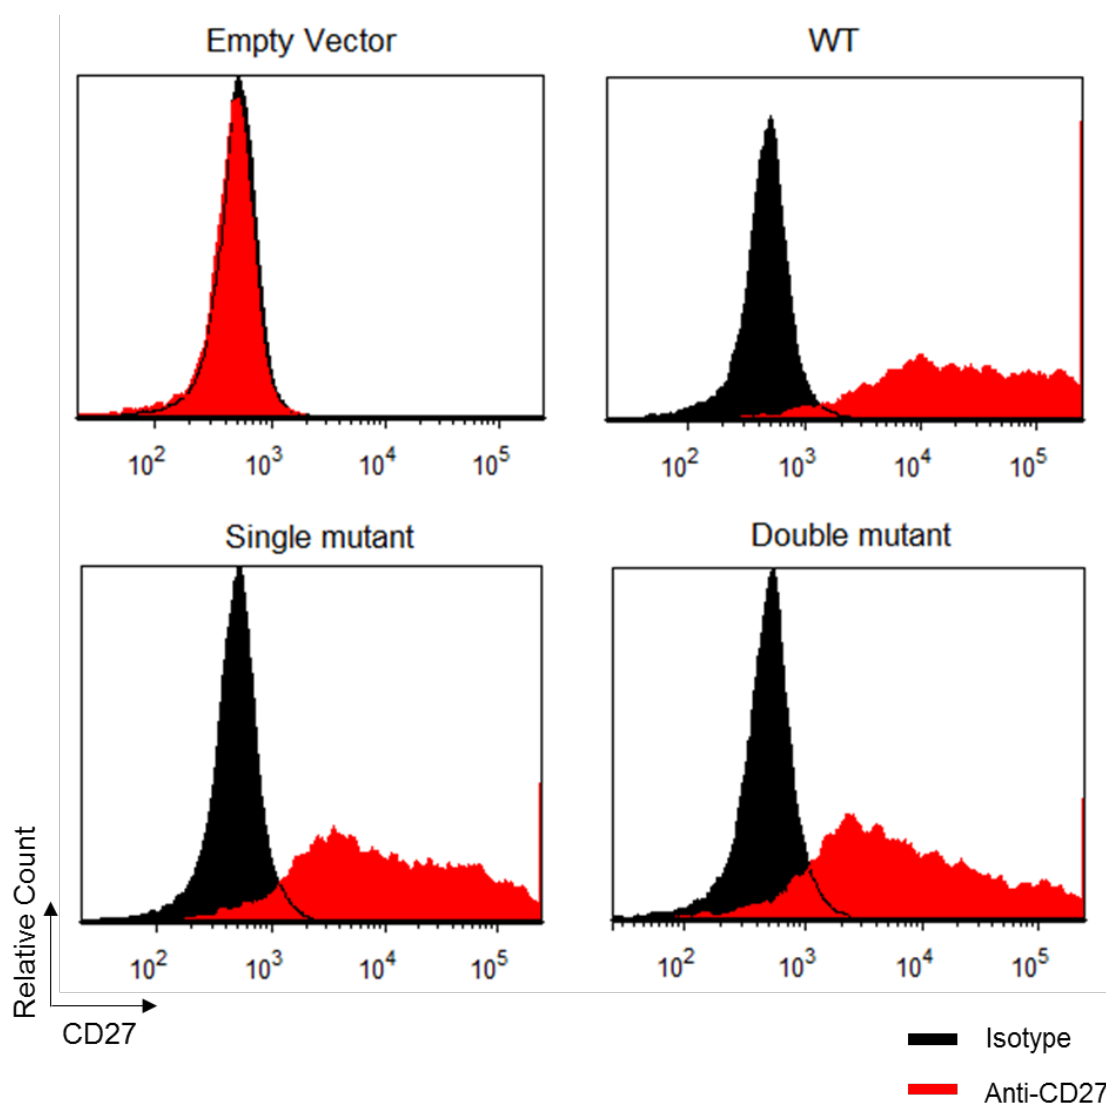 Empty Vector
WT
10² 10³ 10⁴ 10⁵
10² 10³ 10⁴ 10⁵
Single mutant
Double mutant
10² 10³ 10⁴ 10⁵
10² 10³ 10⁴ 10⁵
Relative Count
CD27
Isotype
Anti-CD27